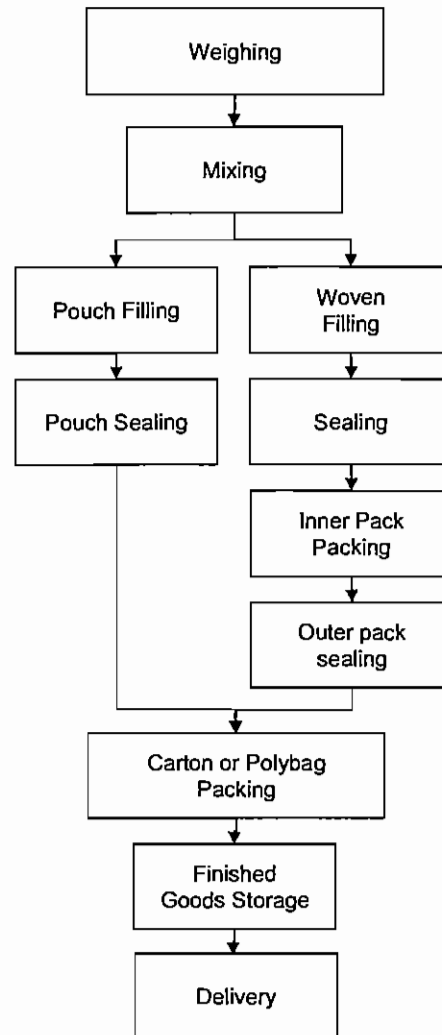 Weighing
Mixing
Pouch Filling
Woven
Filling
Pouch Sealing
Sealing
Inner Pack
Packing
Outer pack
sealing
Carton or Polybag
Packing
Finished
Goods Storage
Delivery